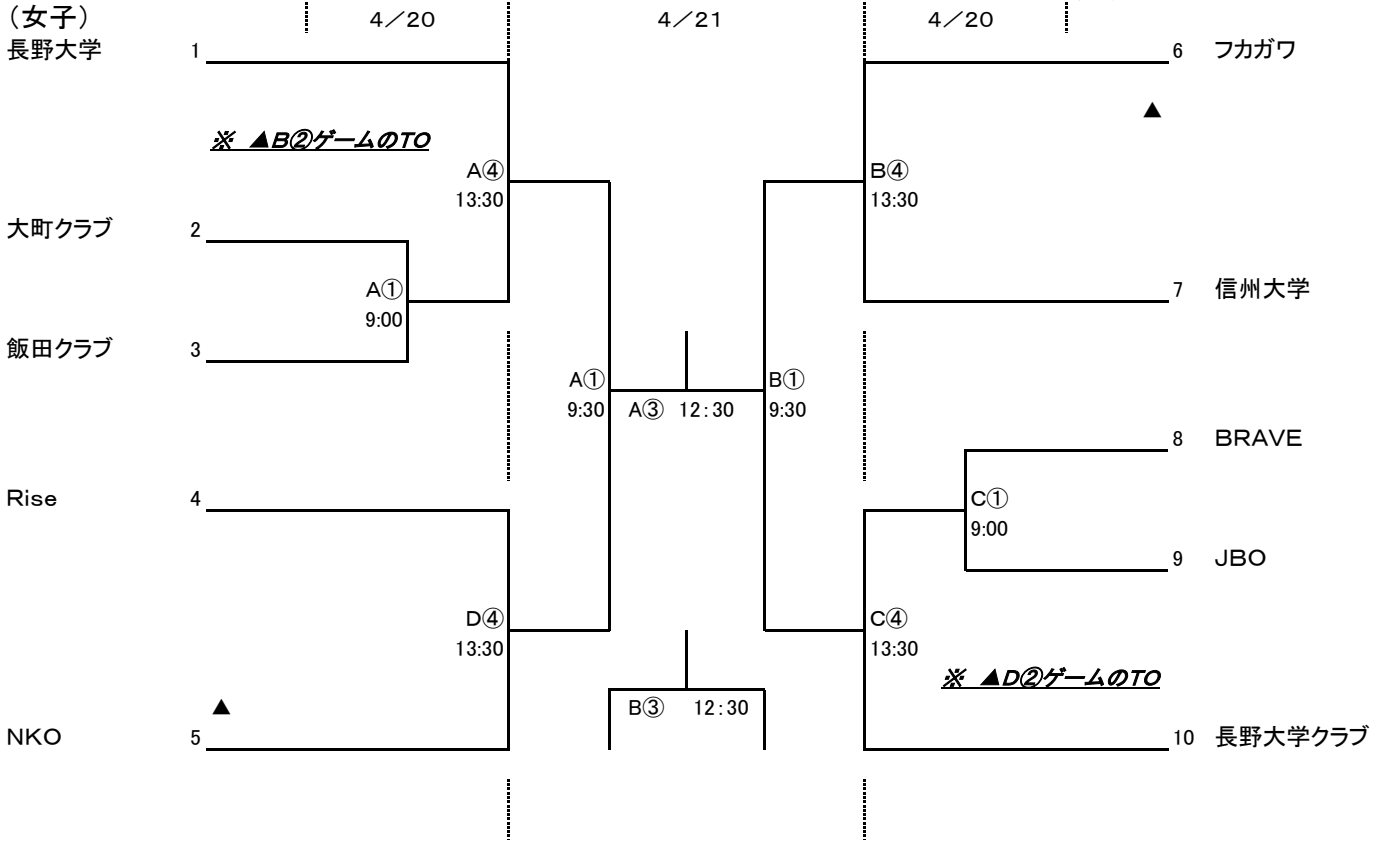 （女子）
4／20
4／21
4／20
長野大学 1
6 フカガワ
▲
※ ▲B②ゲームのTO
A④
13:30
B④
13:30
大町クラブ 2
A①
9:00
7 信州大学
飯田クラブ 3
A①
9:30
A③ 12：30
B①
9:30
8 BRAVE
Rise 4
C①
9:00
9 JBO
D④
13:30
C④
13:30
※ ▲D②ゲームのTO
▲
B③ 12：30
NKO 5
10 長野大学クラブ